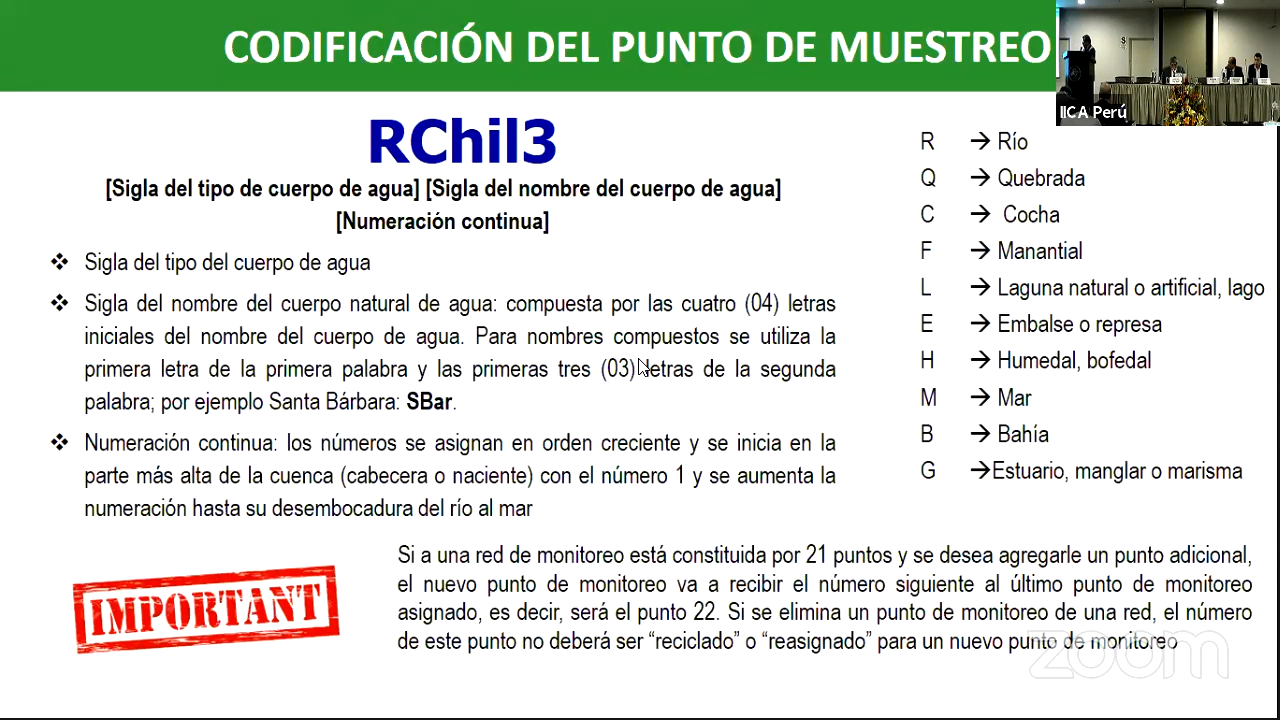 CODIFICACIÓN DEL PUNTO DE MUESTREO
IICA Perú
RChil3
[Sigla del tipo de cuerpo de agua] [Sigla del nombre del cuerpo de agua]
[Numeración continua]
❖ Sigla del tipo del cuerpo de agua
❖ Sigla del nombre del cuerpo natural de agua: compuesta por las cuatro (04) letras
iniciales del nombre del cuerpo de agua. Para nombres compuestos se utiliza la
primera letra de la primera palabra y las primeras tres (03) letras de la segunda
palabra; por ejemplo Santa Bárbara: SBar.
❖ Numeración continua: los números se asignan en orden creciente y se inicia en la
parte más alta de la cuenca (cabecera o naciente) con el número 1 y se aumenta la
numeración hasta su desembocadura del río al mar
R → Río
Q → Quebrada
C → Cocha
F → Manantial
L → Laguna natural o artificial, lago
E → Embalse o represa
H → Humedal, bofedal
M → Mar
B → Bahía
G → Estuario, manglar o marisma
IMPORTANT
Si a una red de monitoreo está constituida por 21 puntos y se desea agregarle un punto adicional,
el nuevo punto de monitoreo va a recibir el número siguiente al último punto de monitoreo
asignado, es decir, será el punto 22. Si se elimina un punto de monitoreo de una red, el número
de este punto no deberá ser “reciclado” o “reasignado” para un nuevo punto de monitoreo
zoom